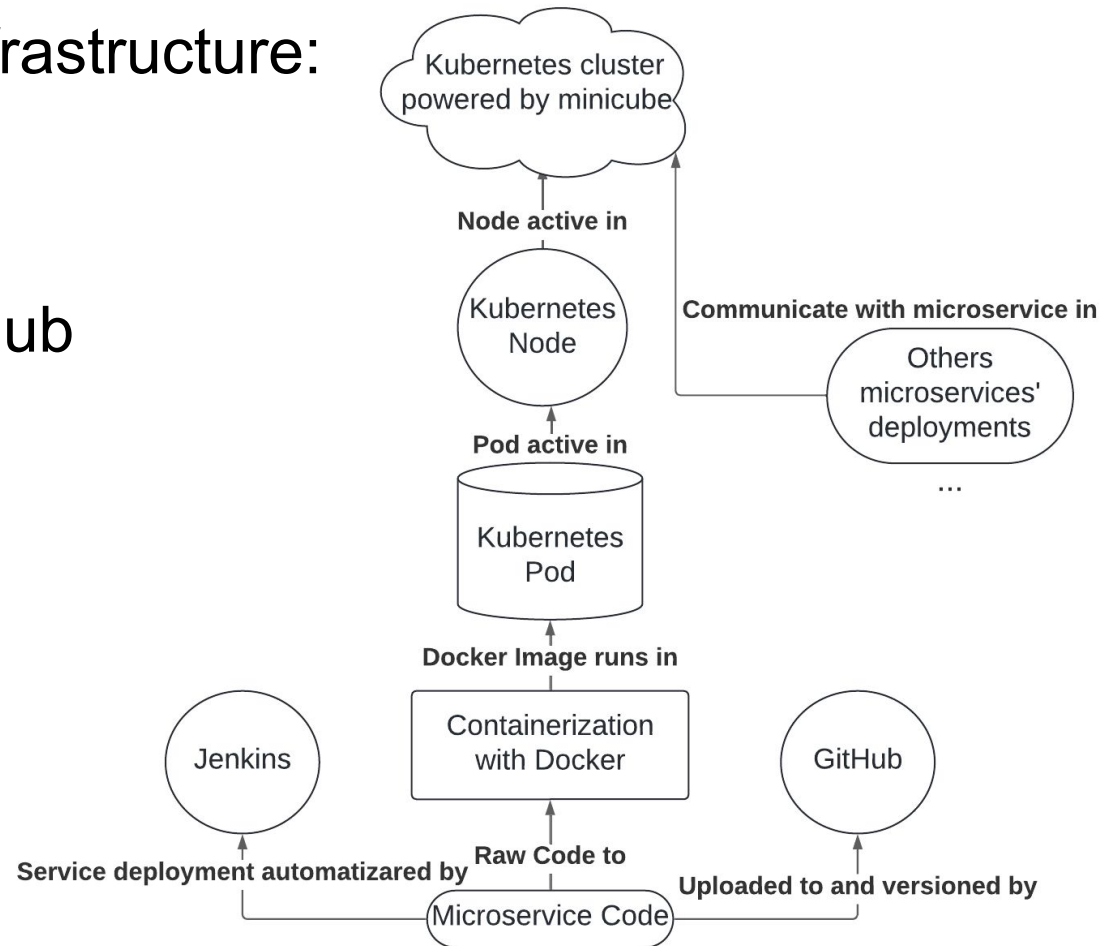 rastructure:
Kubernetes cluster
powered by minicube
Node active in
Kubernetes
Node
ub
Communicate with microservice in
Others
microservices'
deployments
...
Pod active in
Kubernetes
Pod
Docker Image runs in
Jenkins
Containerization
with Docker
GitHub
Raw Code to
Service deployment automatizared by
Uploaded to and versioned by
Microservice Code